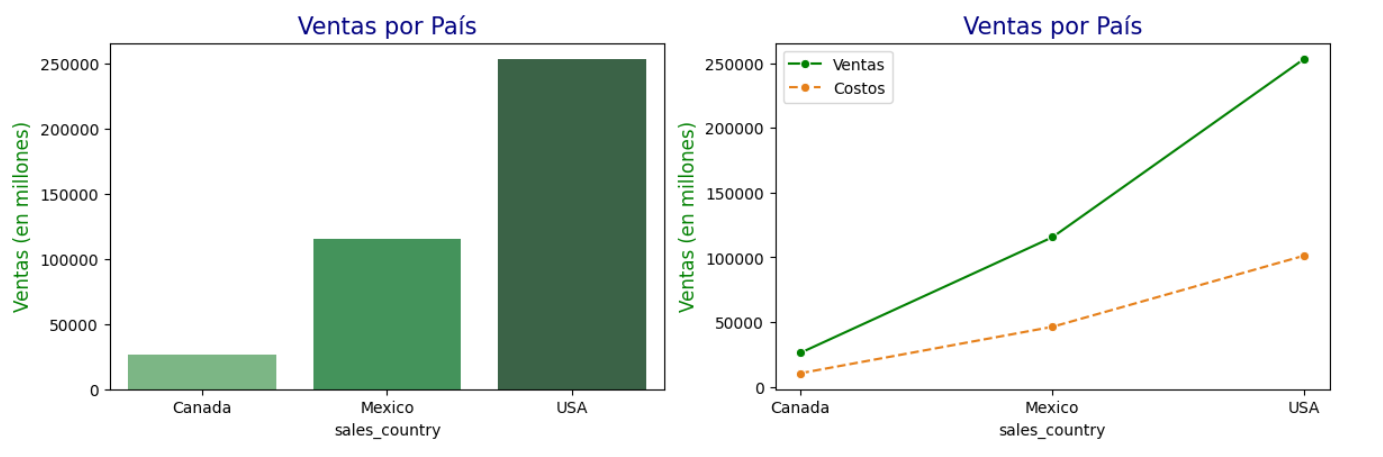 Ventas por País
Ventas (en millones)
250000
200000
150000
100000
50000
0
Canada Mexico USA
sales_country
Ventas por País
Ventas (en millones)
Ventas
Costos
250000
200000
150000
100000
50000
0
Canada Mexico USA
sales_country